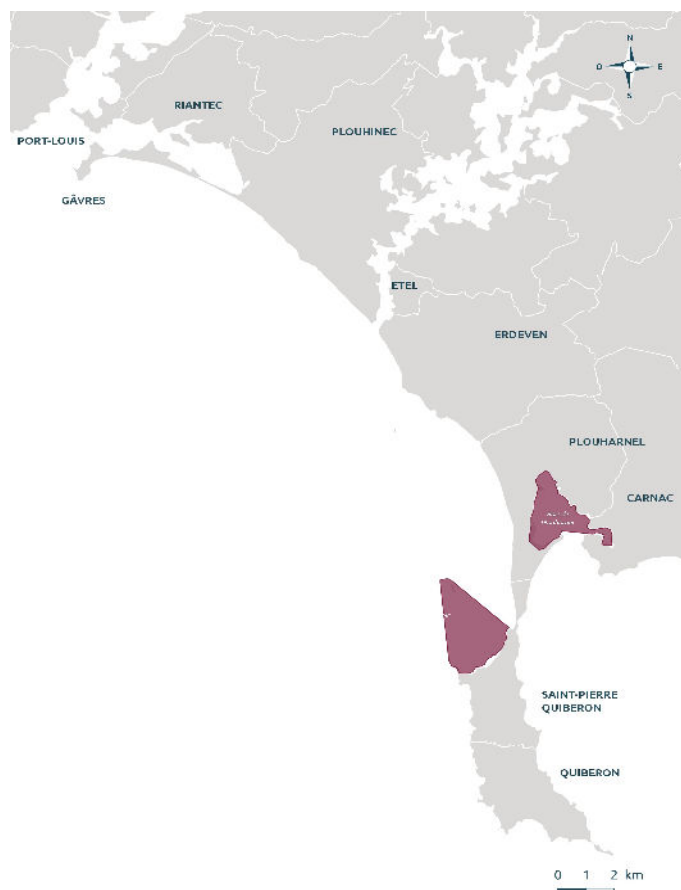 N
O E
S
RIANTEC
PLOUHINEC
PORT-LOUIS
GÂVRES
ETEL
ERDEVEN
PLOUHARNEL
CARNAC
SAINT-PIERRE
QUIBERON
QUIBERON
0 1 2 km